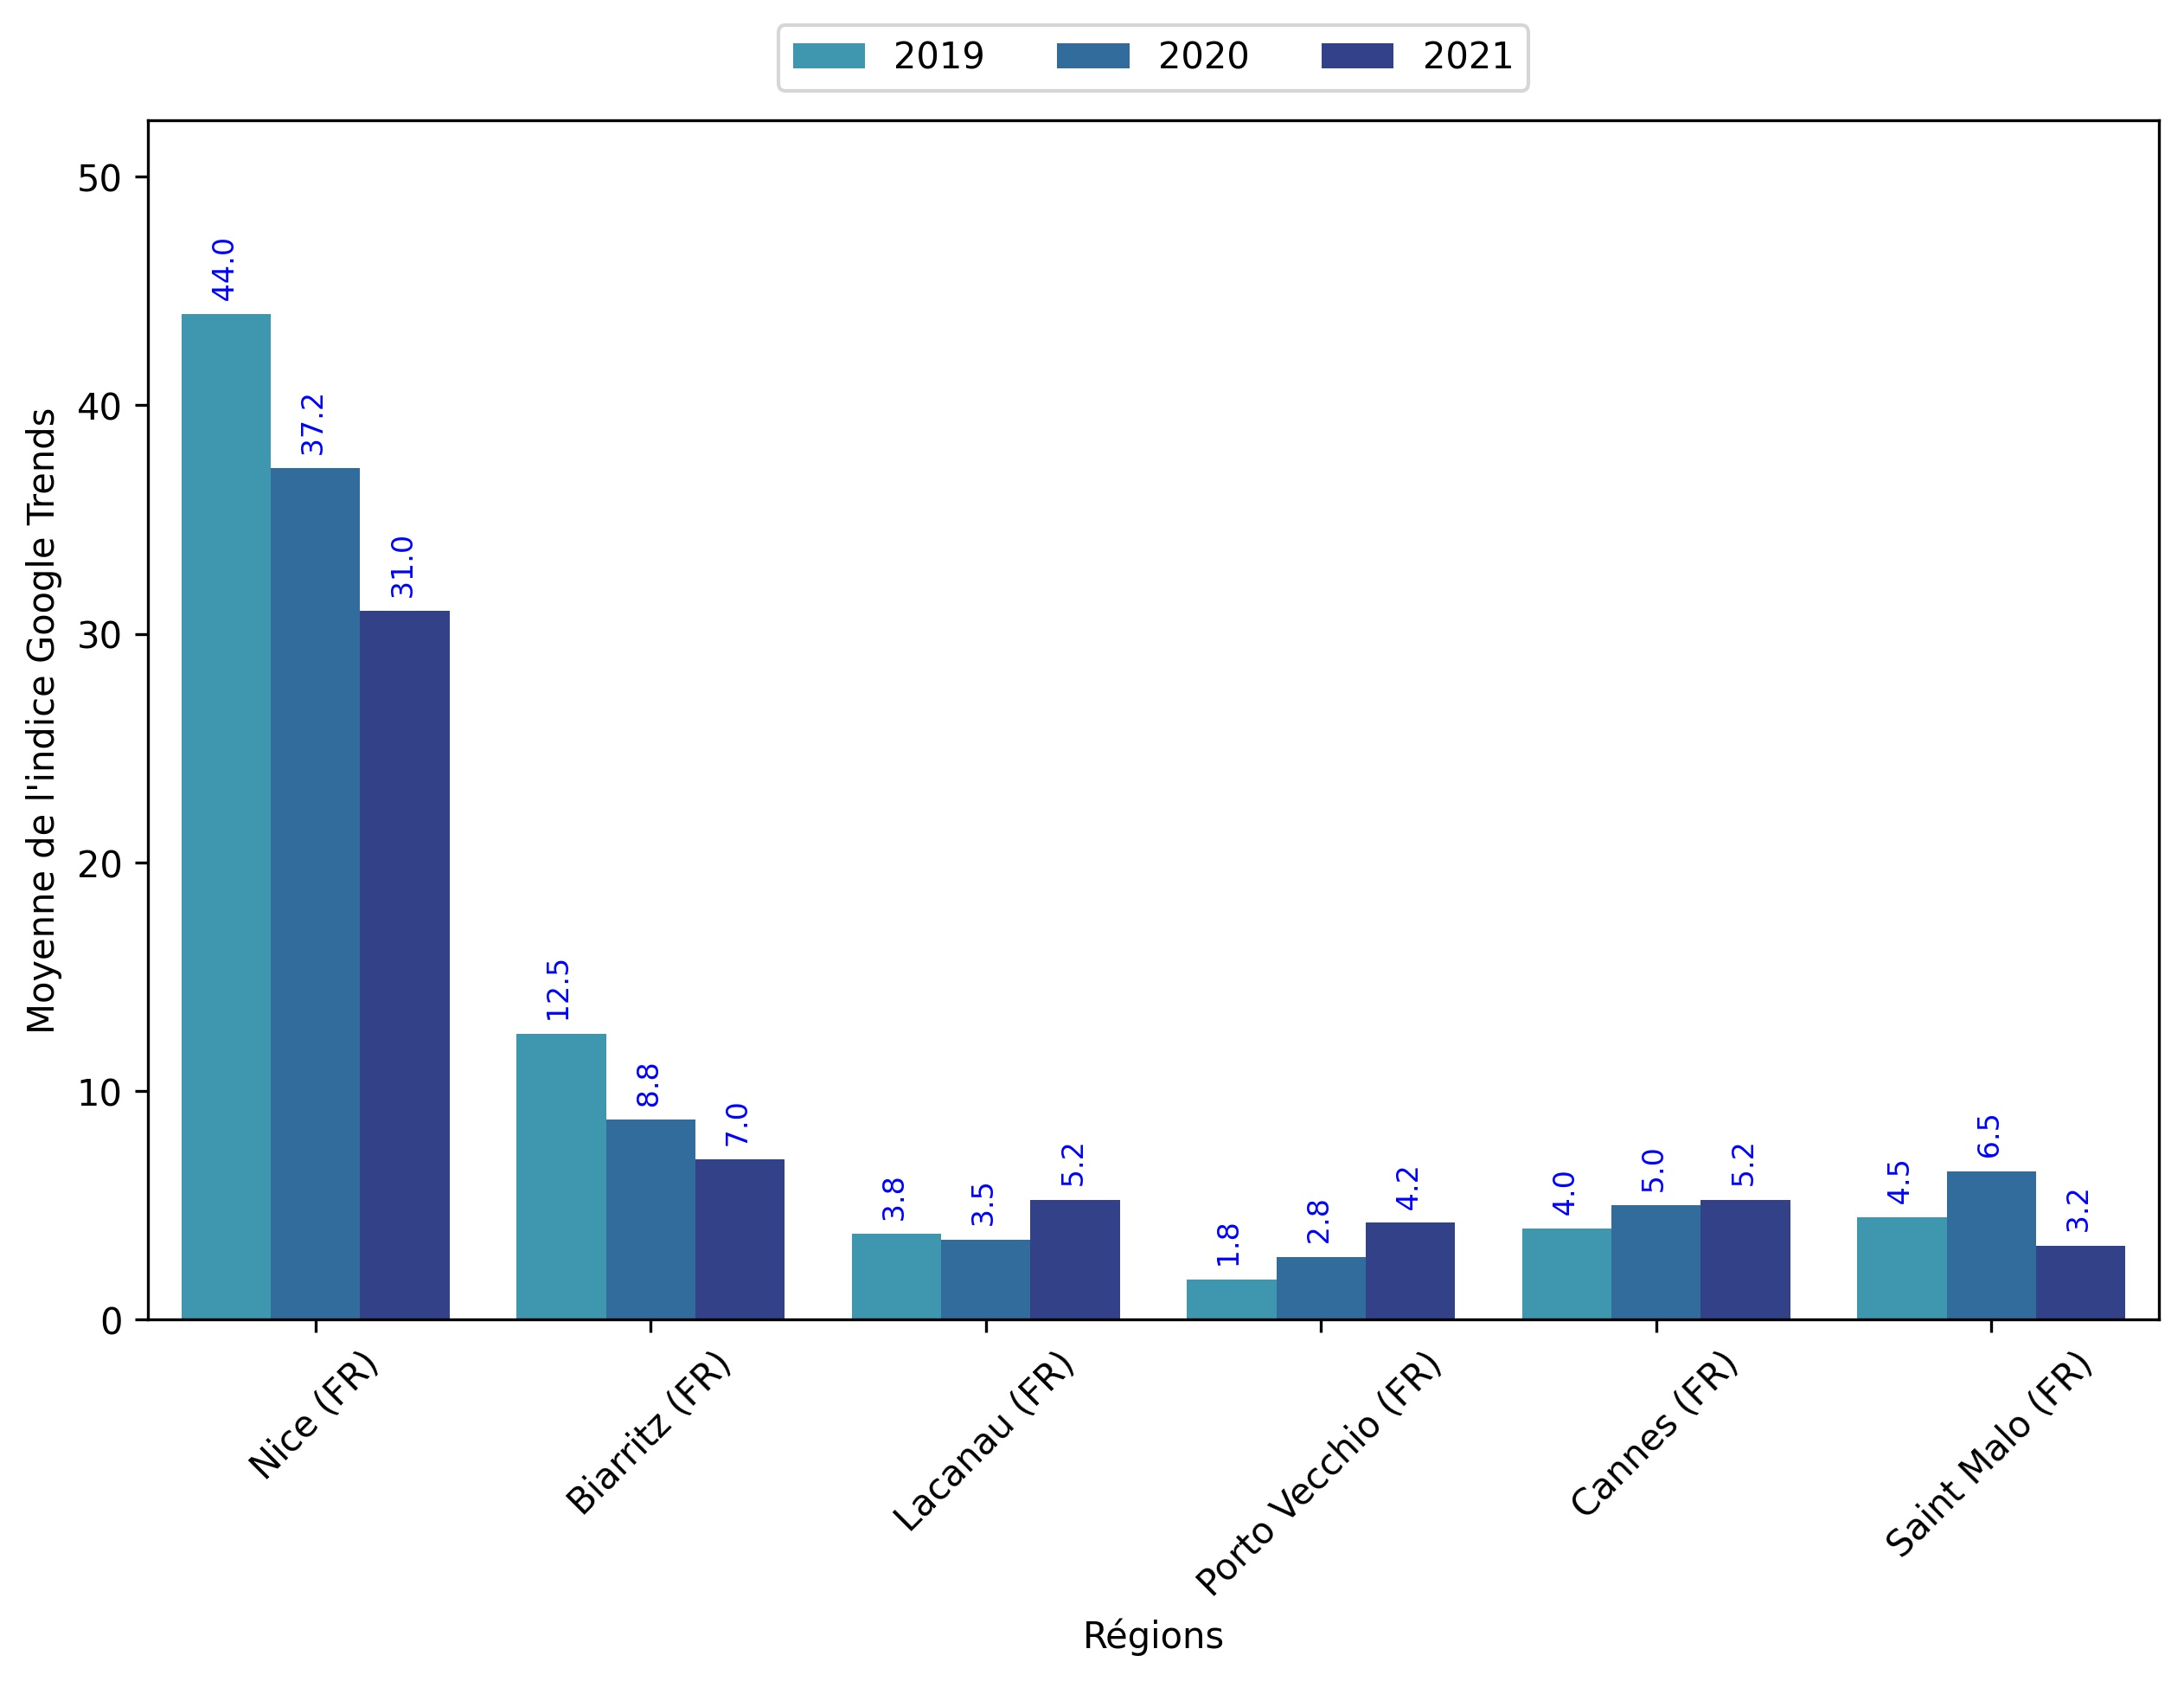 2019 2020 2021
Moyenne de l'indice Google Trends
50
40
30
20
10
0
44.0 37.2 31.0
12.5 8.8 7.0
3.8 3.5 5.2
1.8 2.8 4.2
4.0 5.0 5.2
4.5 6.5 3.2
Nice (FR)
Biarritz (FR)
Lacanau (FR)
Porto Vecchio (FR)
Cannes (FR)
Saint Malo (FR)
Régions